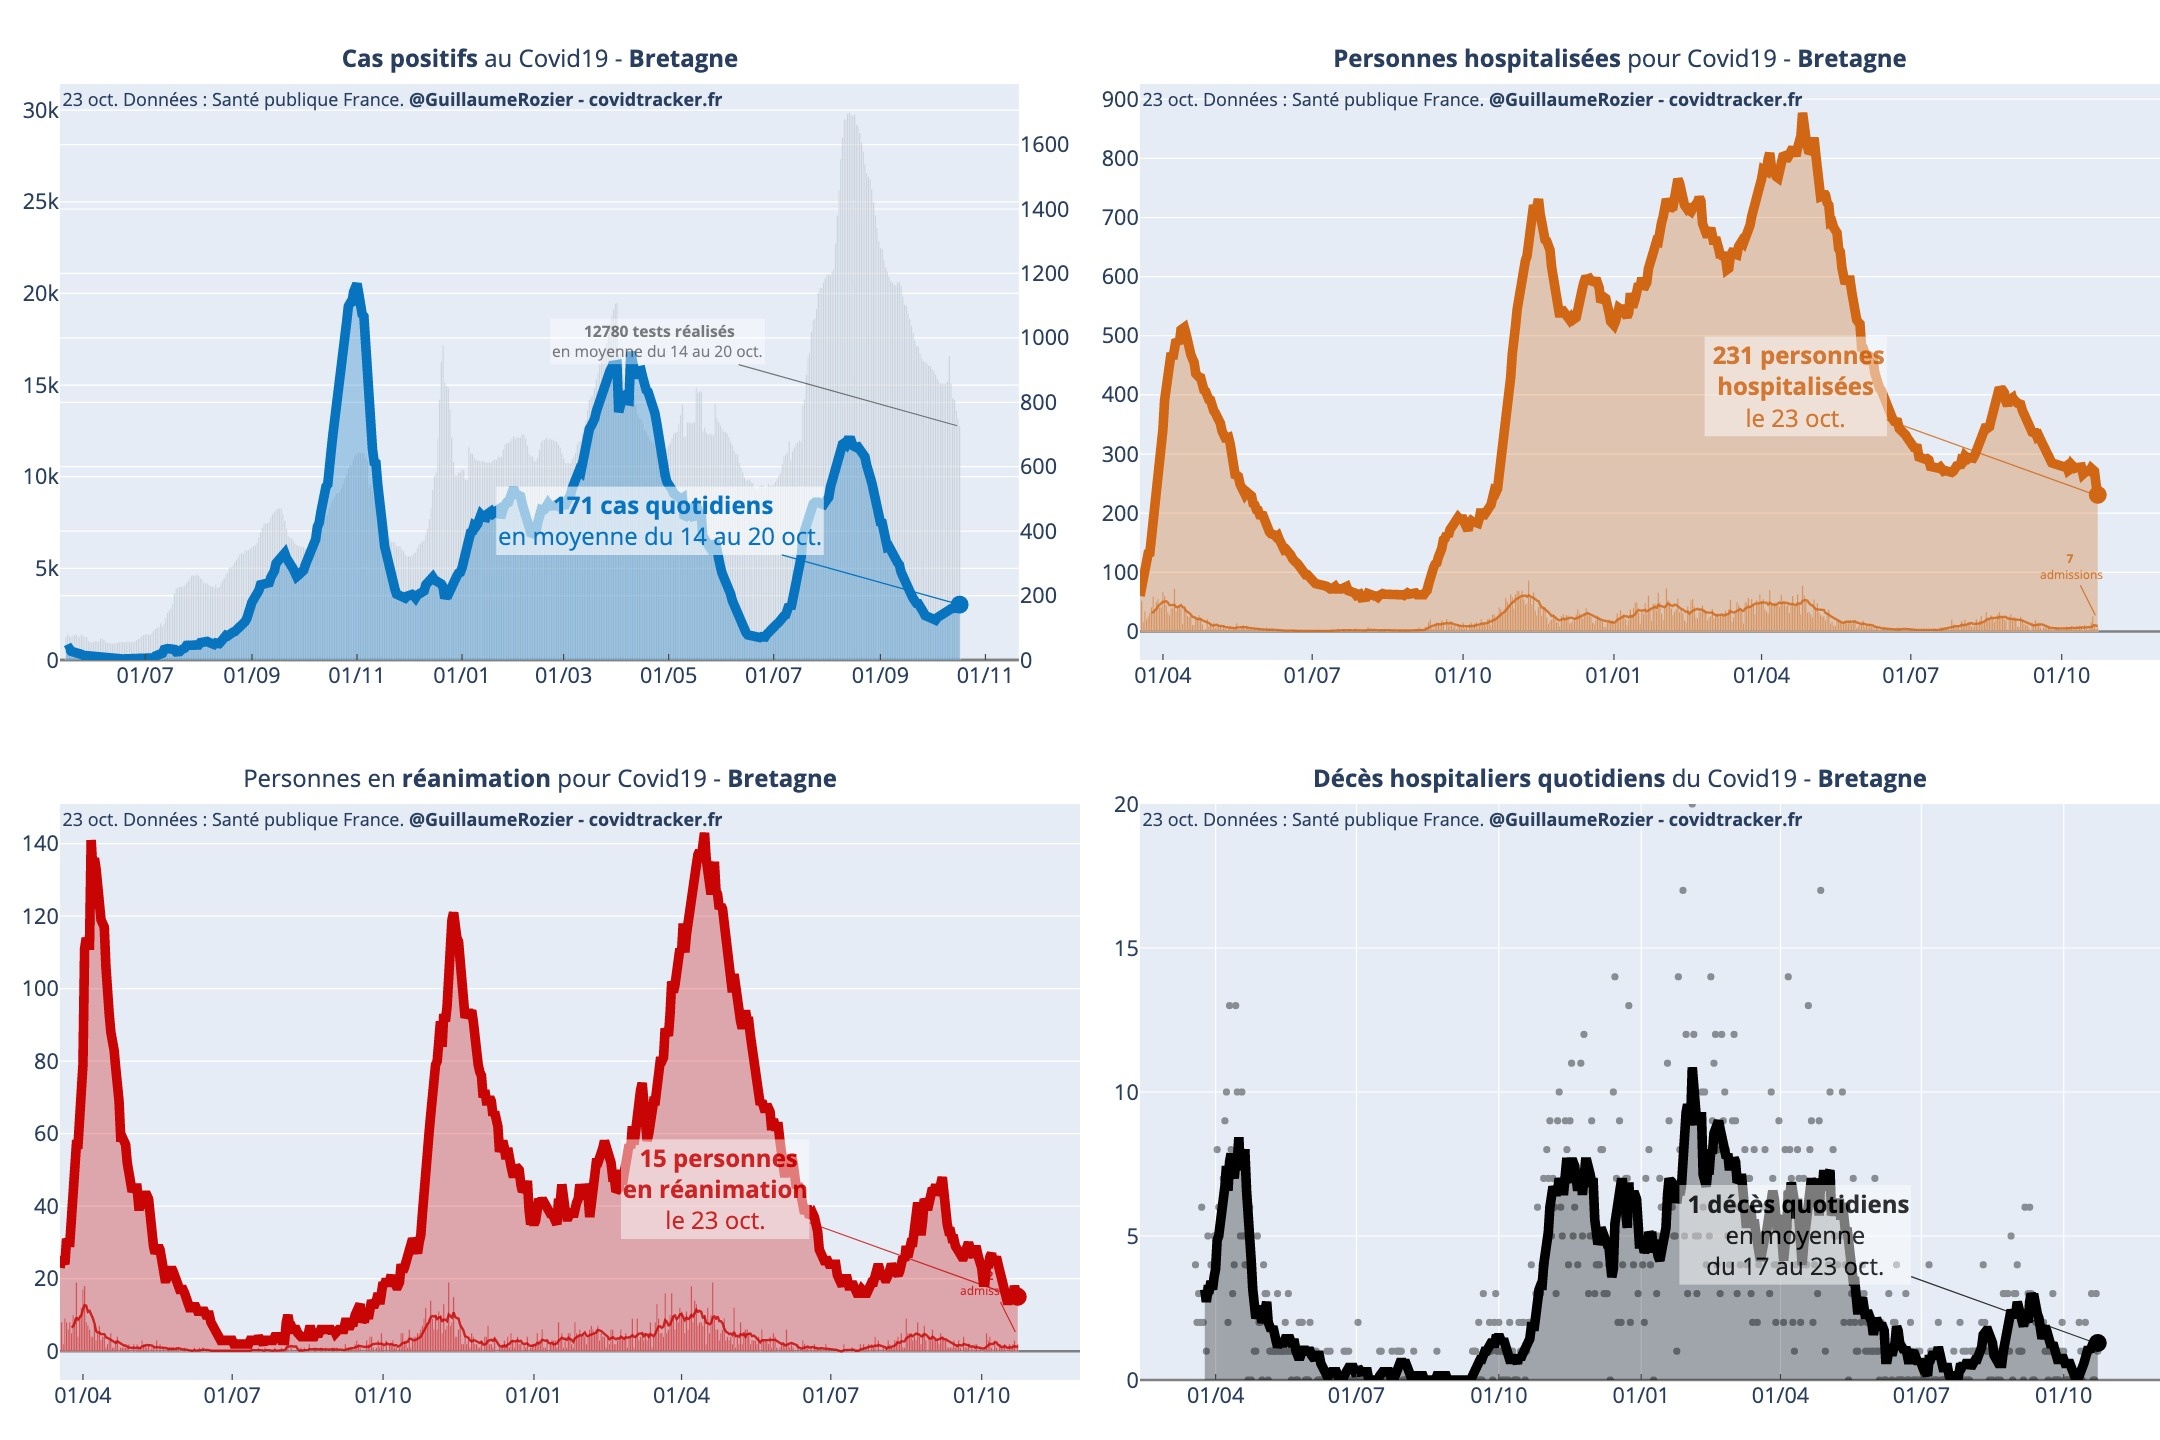 Cas positifs au Covid19 - Bretagne
23 oct. Données : Santé publique France. @GuillaumeRozier - covidtracker.fr
30k
25k
20k
15k
10k
5k
0
1600
1400
1200
1000
800
600
400
200
0
12780 tests réalisés
en moyenne du 14 au 20 oct.
171 cas quotidiens
en moyenne du 14 au 20 oct.
01/07 01/09 01/11 01/01 01/03 01/05 01/07 01/09 01/11
Personnes hospitalisées pour Covid19 - Bretagne
23 oct. Données : Santé publique France. @GuillaumeRozier - covidtracker.fr
900
800
700
600
500
400
300
200
100
0
231 personnes
hospitalisées
le 23 oct.
7
admissions
01/04 01/07 01/10 01/01 01/04 01/07 01/10
Personnes en réanimation pour Covid19 - Bretagne
23 oct. Données : Santé publique France. @GuillaumeRozier - covidtracker.fr
140
120
100
80
60
40
20
0
15 personnes
en réanimation
le 23 oct.
01/04 01/07 01/10 01/01 01/04 01/07 01/10
Décès hospitaliers quotidiens du Covid19 - Bretagne
23 oct. Données : Santé publique France. @GuillaumeRozier - covidtracker.fr
20
15
10
5
0
1 décès quotidiens
en moyenne
du 17 au 23 oct.
01/04 01/07 01/10 01/01 01/04 01/07 01/10